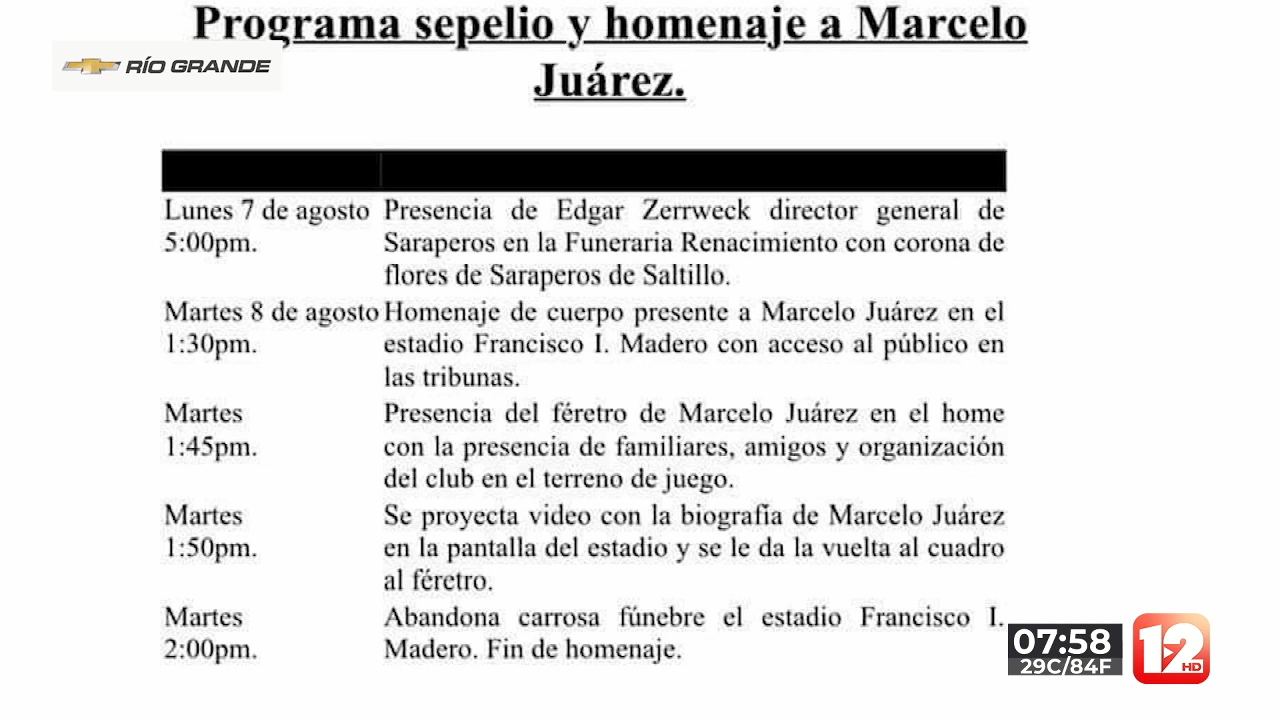 Programa sepelio y homenaje a Marcelo
Juárez.
RÍO GRANDE
Lunes 7 de agosto
5:00pm.
Presencia de Edgar Zerrweck director general de
Saraperos en la Funeraria Renacimiento con corona de
flores de Saraperos de Saltillo.
Martes 8 de agosto
1:30pm.
Homenaje de cuerpo presente a Marcelo Juárez en el
estadio Francisco I. Madero con acceso al público en
las tribunas.
Martes
1:45pm.
Presencia del féretro de Marcelo Juárez en el home
con la presencia de familiares, amigos y organización
del club en el terreno de juego.
Martes
1:50pm.
Se proyecta video con la biografía de Marcelo Juárez
en la pantalla del estadio y se le da la vuelta al cuadro
al féretro.
Martes
2:00pm.
Abandona carrosa fúnebre el estadio Francisco I.
Madero. Fin de homenaje.
07:58
29C/84F
12
HD